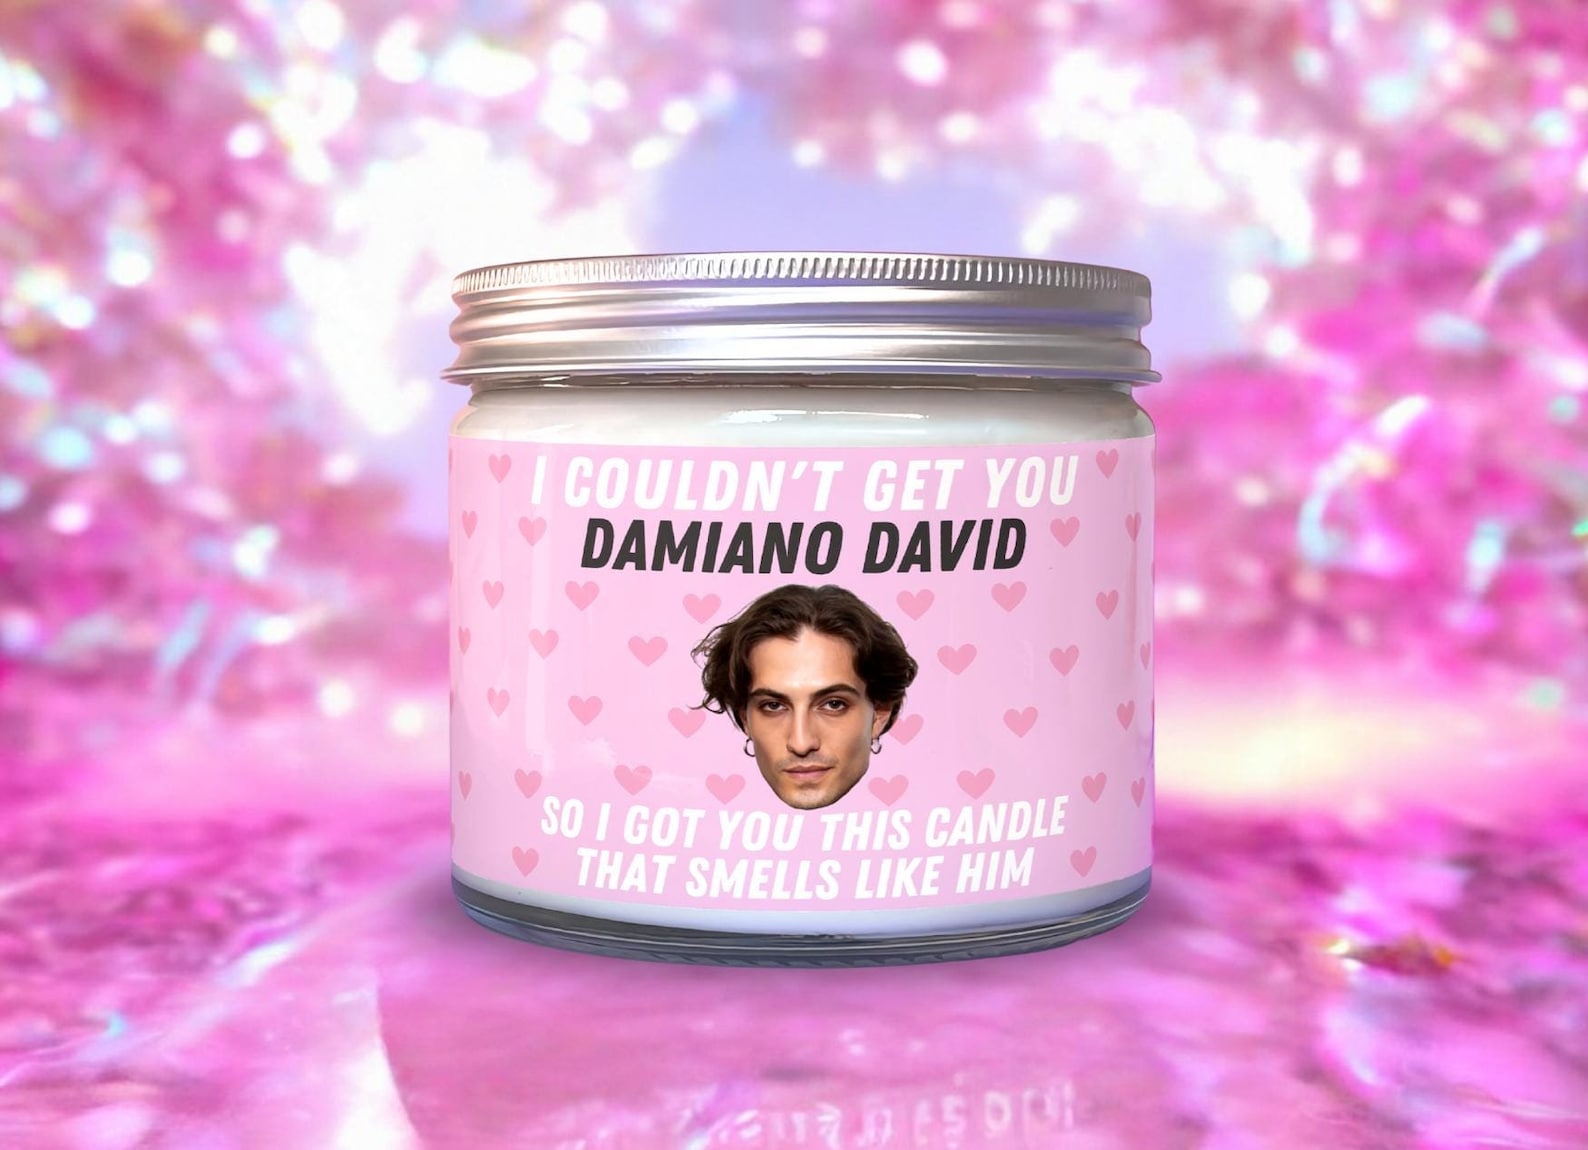 I COULDN'T GET YOU
DAMIANO DAVID
SO I GOT YOU THIS CANDLE
THAT SMELLS LIKE HIM